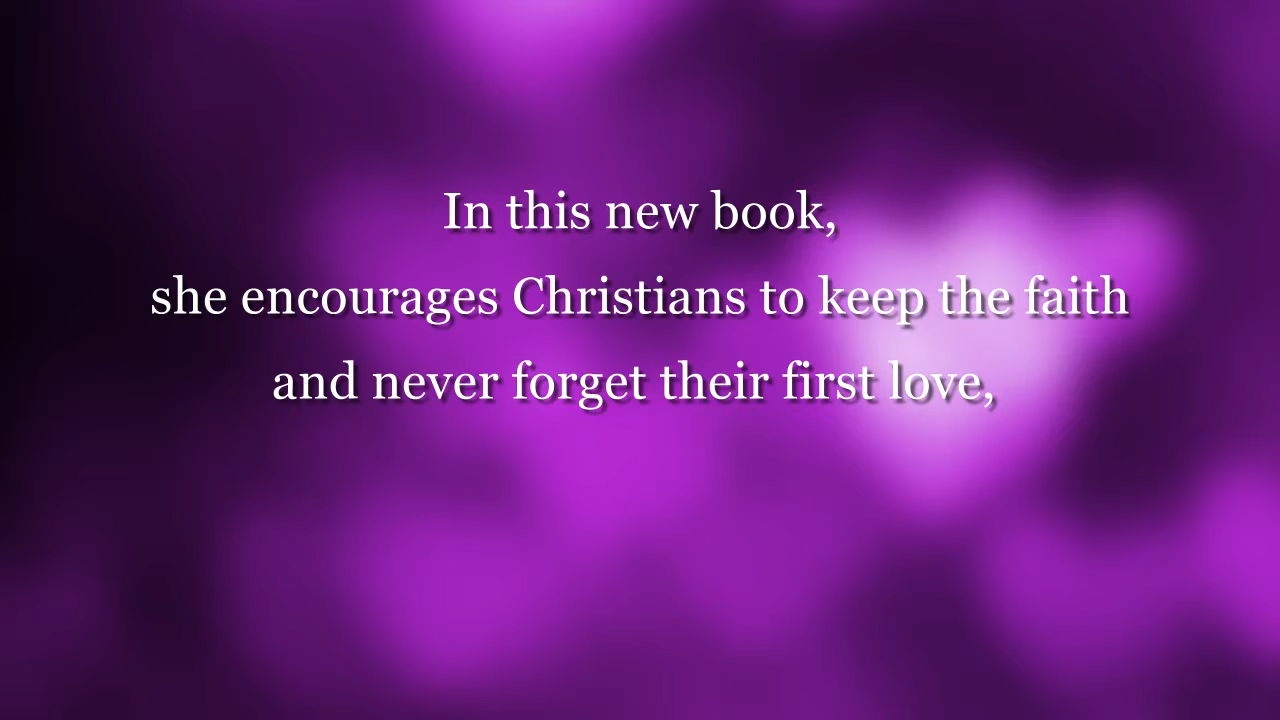 In this new book,
she encourages Christians to keep the faith
and never forget their first love,